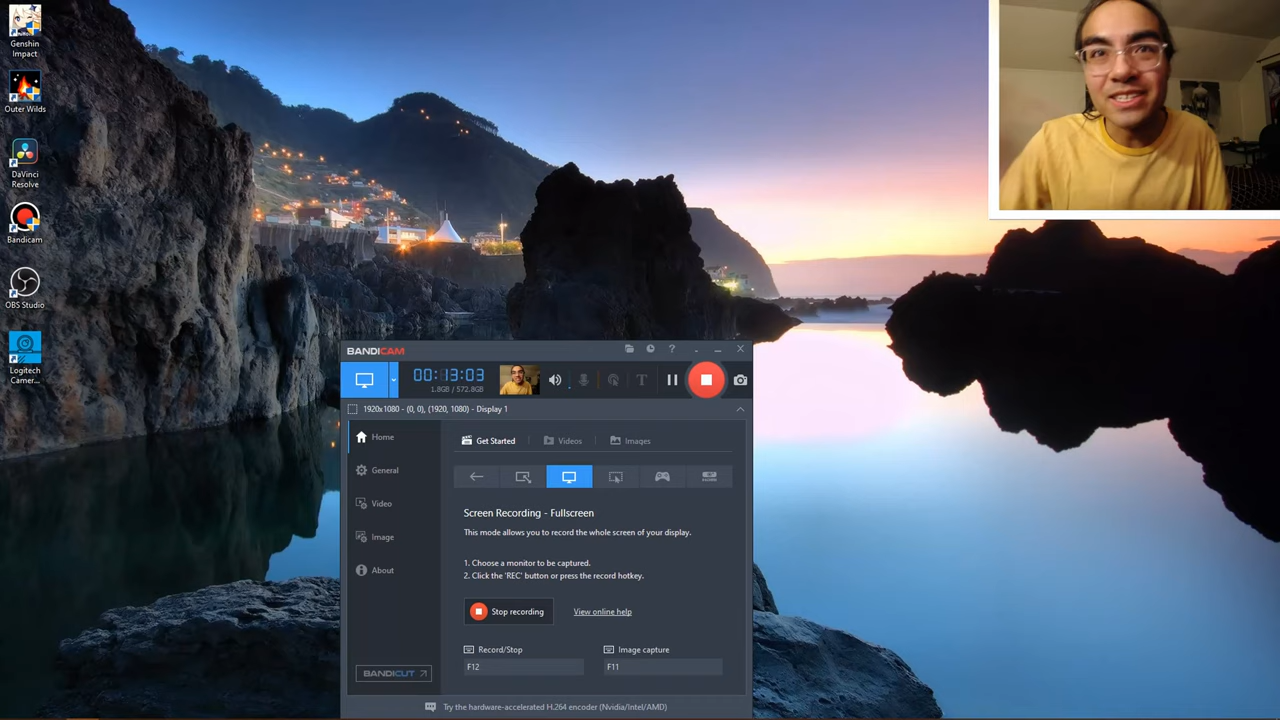 Genshin
Impact
Outer Wilds
DaVinci
Resolve
Bandicam
OBS Studio
Logitech
Camer...
BANDICAM
?
00:13:03
1.8GB / 572.8GB
T
1920x1080 - (0, 0), (1920, 1080) - Display 1
Home
General
Video
Image
About
BANDICUT
Get Started
Videos
Images
Screen Recording - Fullscreen
This mode allows you to record the whole screen of your display.
1. Choose a monitor to be captured.
2. Click the 'REC' button or press the record hotkey.
Stop recording
View online help
Record/Stop
Image capture
F12
F11
Try the hardware-accelerated H.264 encoder (Nvidia/Intel/AMD)